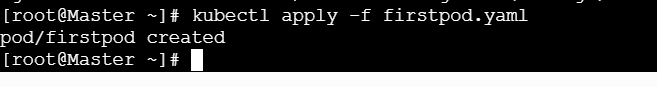 [root@Master ~]# kubectl apply -f firstpod.yaml
pod/firstpod created
[root@Master ~]#